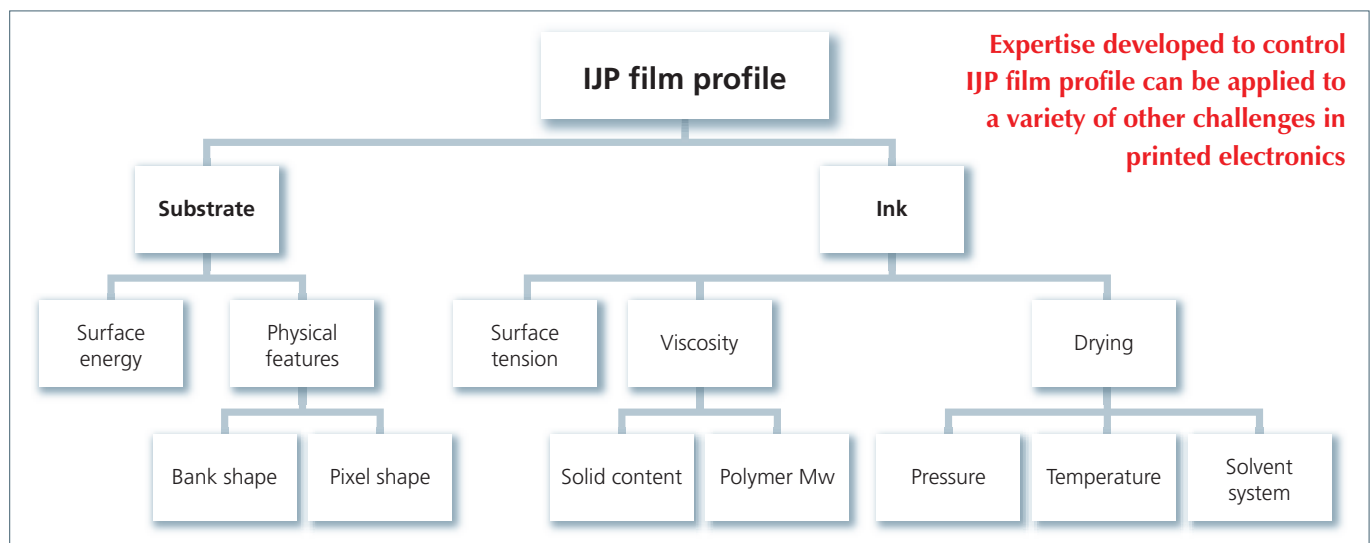 IJP film profile
Expertise developed to control
IJP film profile can be applied to
a variety of other challenges in
printed electronics
Substrate
Ink
Surface
energy
Physical
features
Surface
tension
Viscosity
Drying
Bank shape
Pixel shape
Solid content
Polymer Mw
Pressure
Temperature
Solvent
system